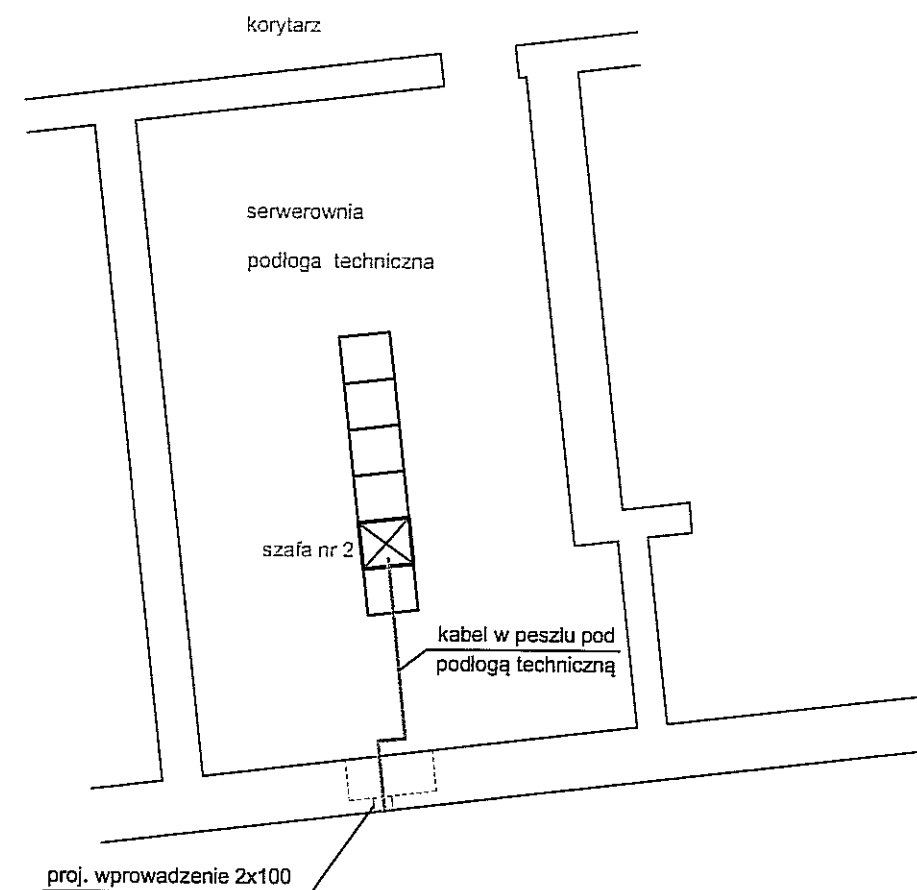 korytarz
serwerownia
podłoga techniczna
szafa nr 2
kabel w peszlu pod
podłogą techniczną
proj. wprowadzenie 2x100